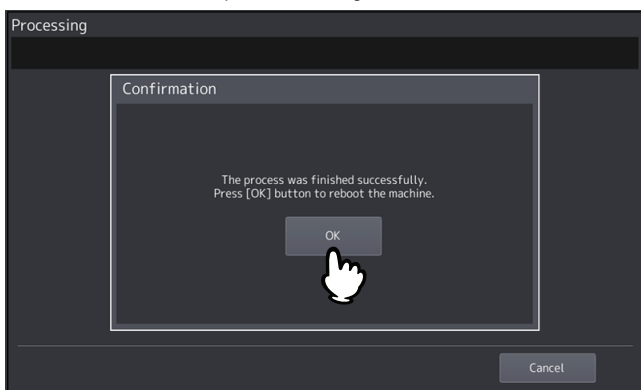 Processing
Confirmation
The process was finished successfully.
Press [OK] button to reboot the machine.
OK
Cancel